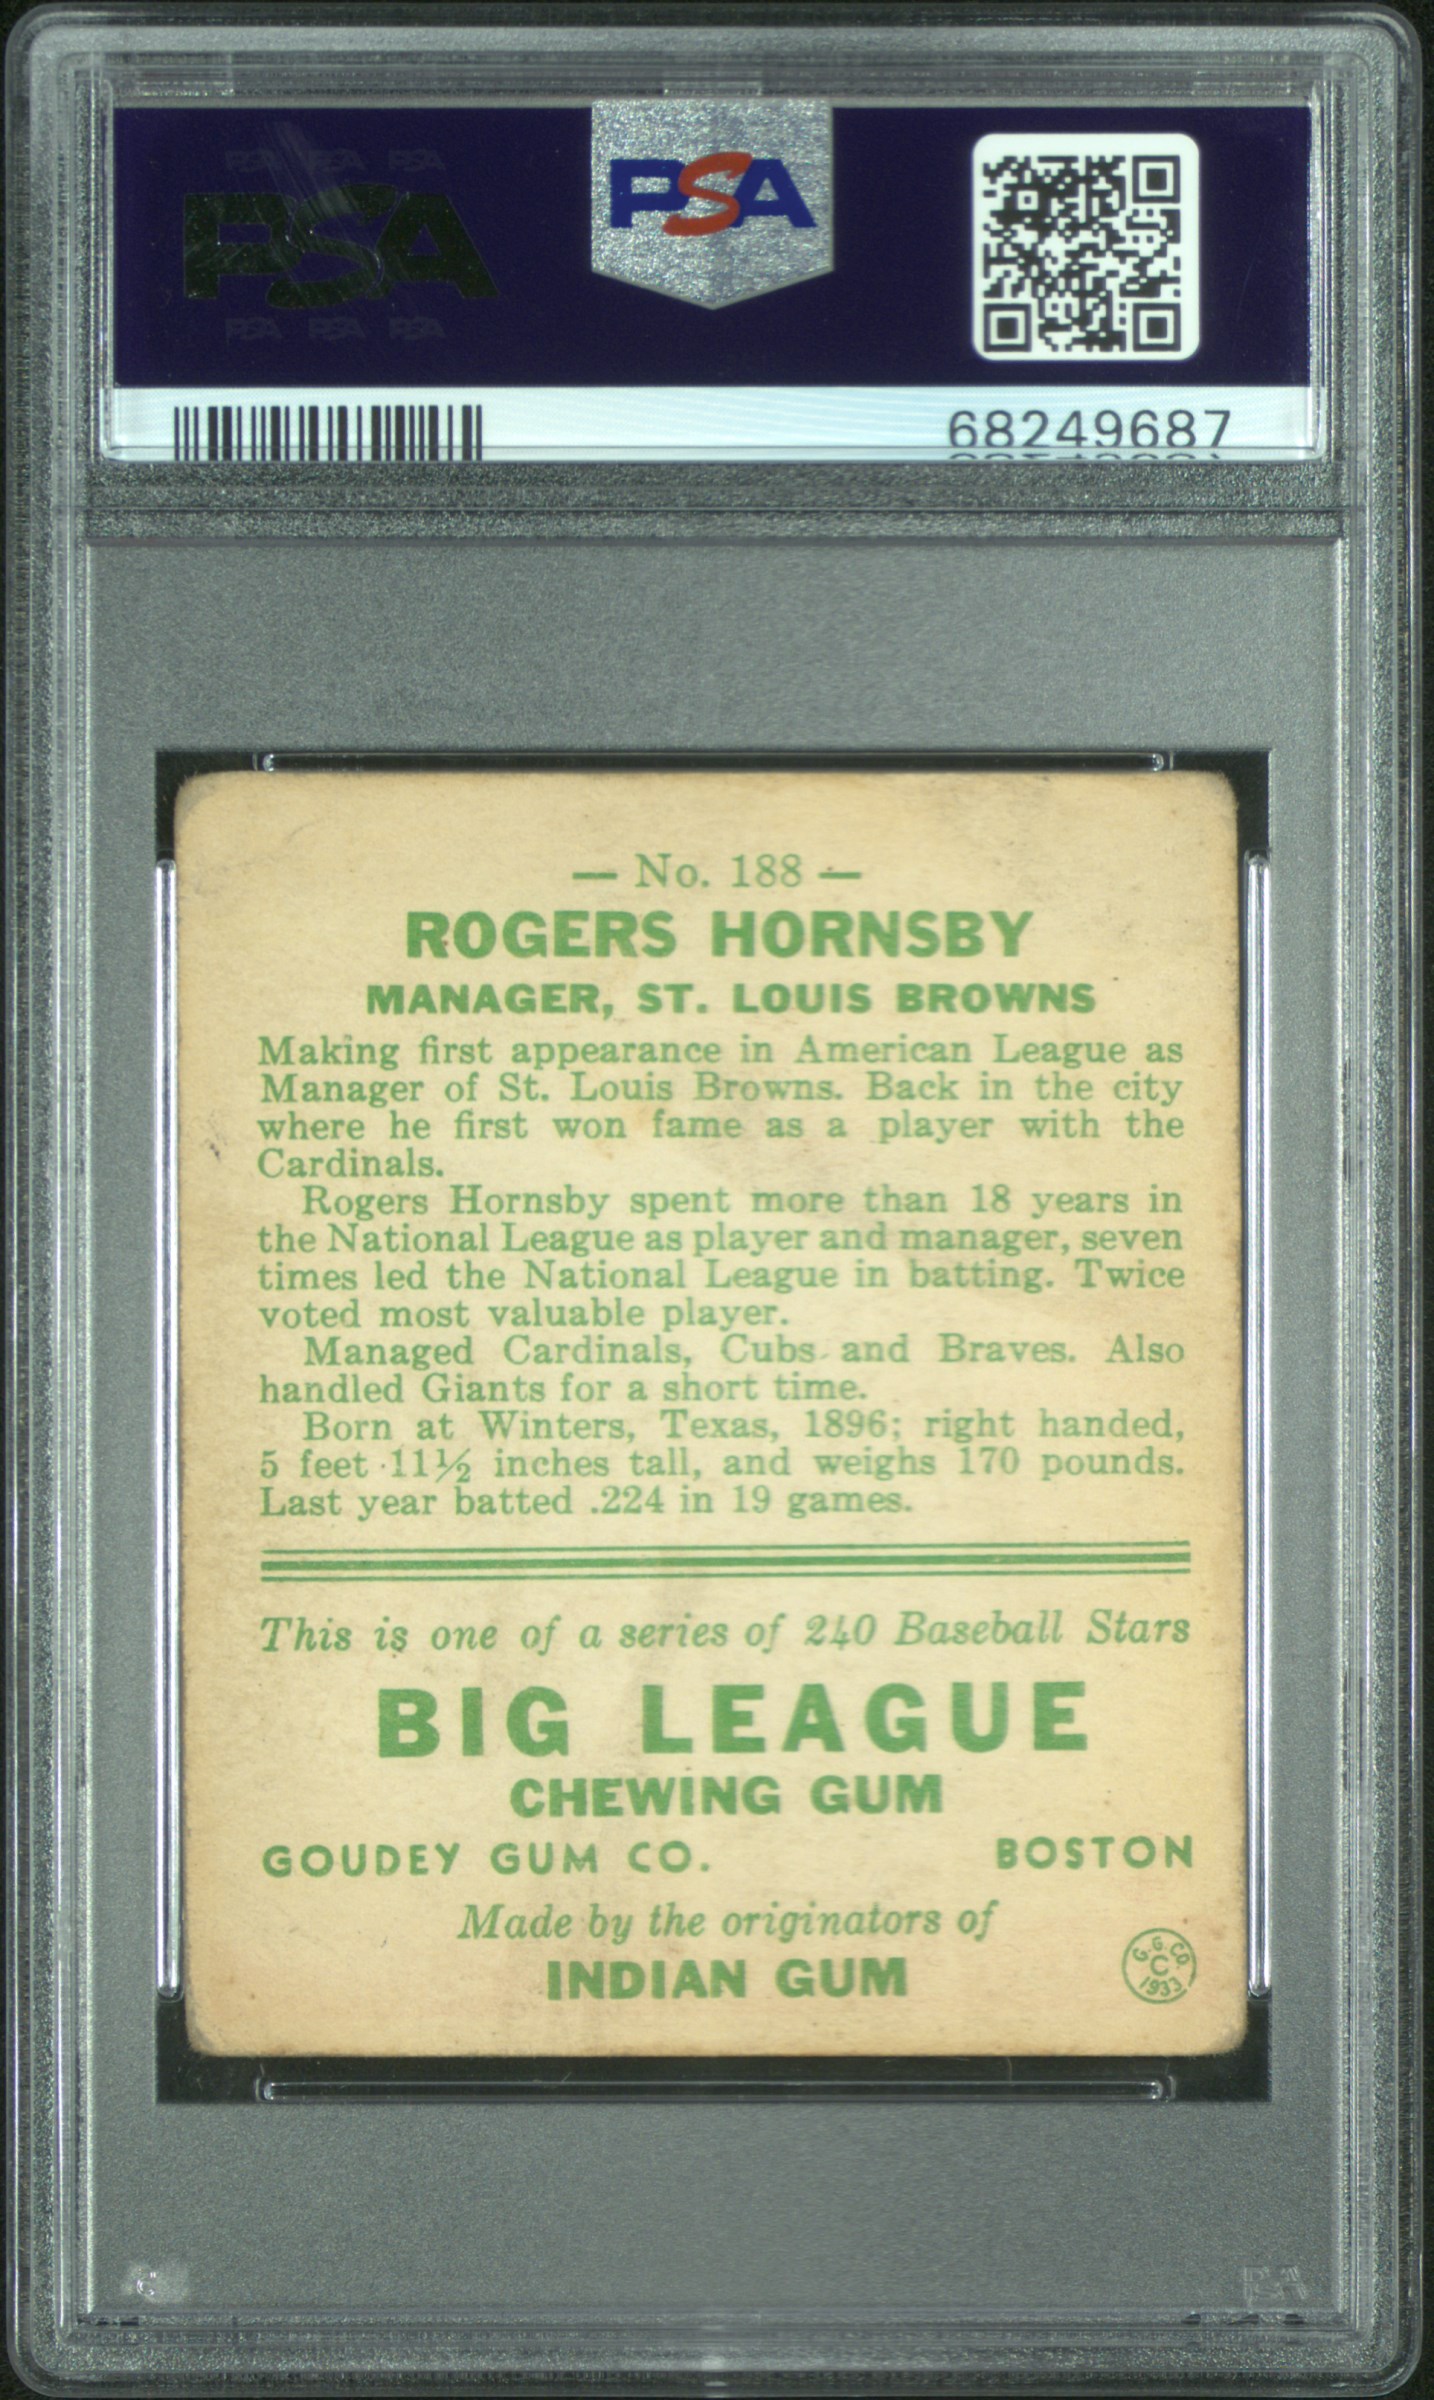 PSA PSA PSA
PSA
PSA PSA PSA
PSA
68249687
— No. 188 —
ROGERS HORNSBY
MANAGER, ST. LOUIS BROWNS
Making first appearance in American League as
Manager of St. Louis Browns. Back in the city
where he first won fame as a player with the
Cardinals.
Rogers Hornsby spent more than 18 years in
the National League as player and manager, seven
times led the National League in batting. Twice
voted most valuable player.
Managed Cardinals, Cubs and Braves. Also
handled Giants for a short time.
Born at Winters, Texas, 1896; right handed,
5 feet 11½ inches tall, and weighs 170 pounds.
Last year batted .224 in 19 games.
This is one of a series of 240 Baseball Stars
BIG LEAGUE
CHEWING GUM
GOUDEY GUM CO. BOSTON
Made by the originators of
INDIAN GUM
G. G. CO.
C
1933